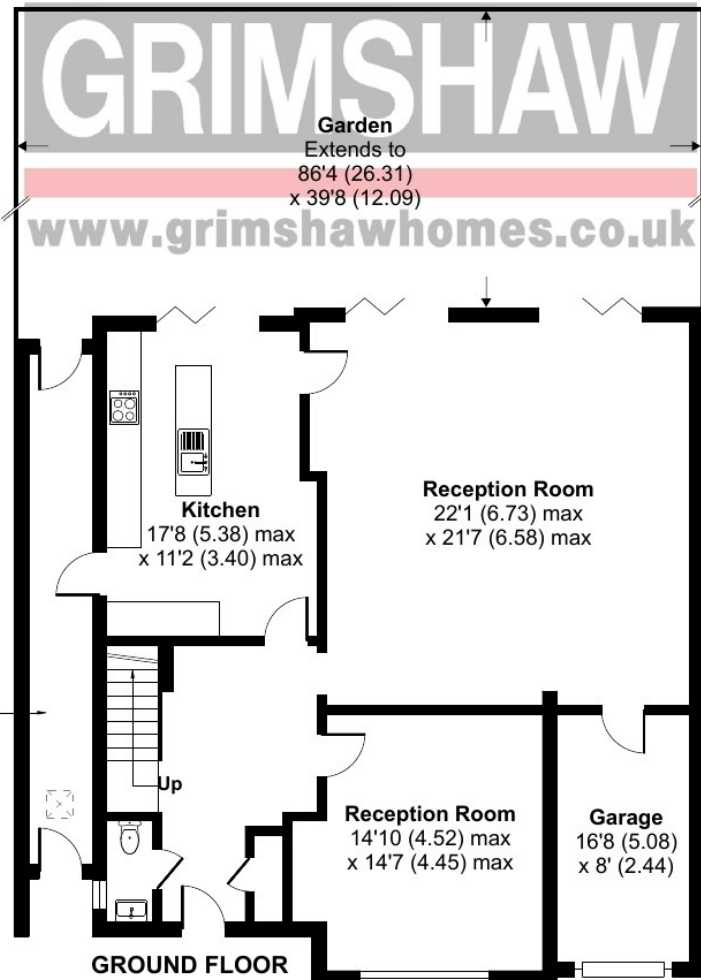 GRIMSHAW
Garden
Extends to
86'4 (26.31)
x 39'8 (12.09)
www.grimshawhomes.co.uk
Kitchen
17'8 (5.38) max
x 11'2 (3.40) max
Reception Room
22'1 (6.73) max
x 21'7 (6.58) max
Up
Reception Room
14'10 (4.52) max
x 14'7 (4.45) max
Garage
16'8 (5.08)
x 8' (2.44)
GROUND FLOOR